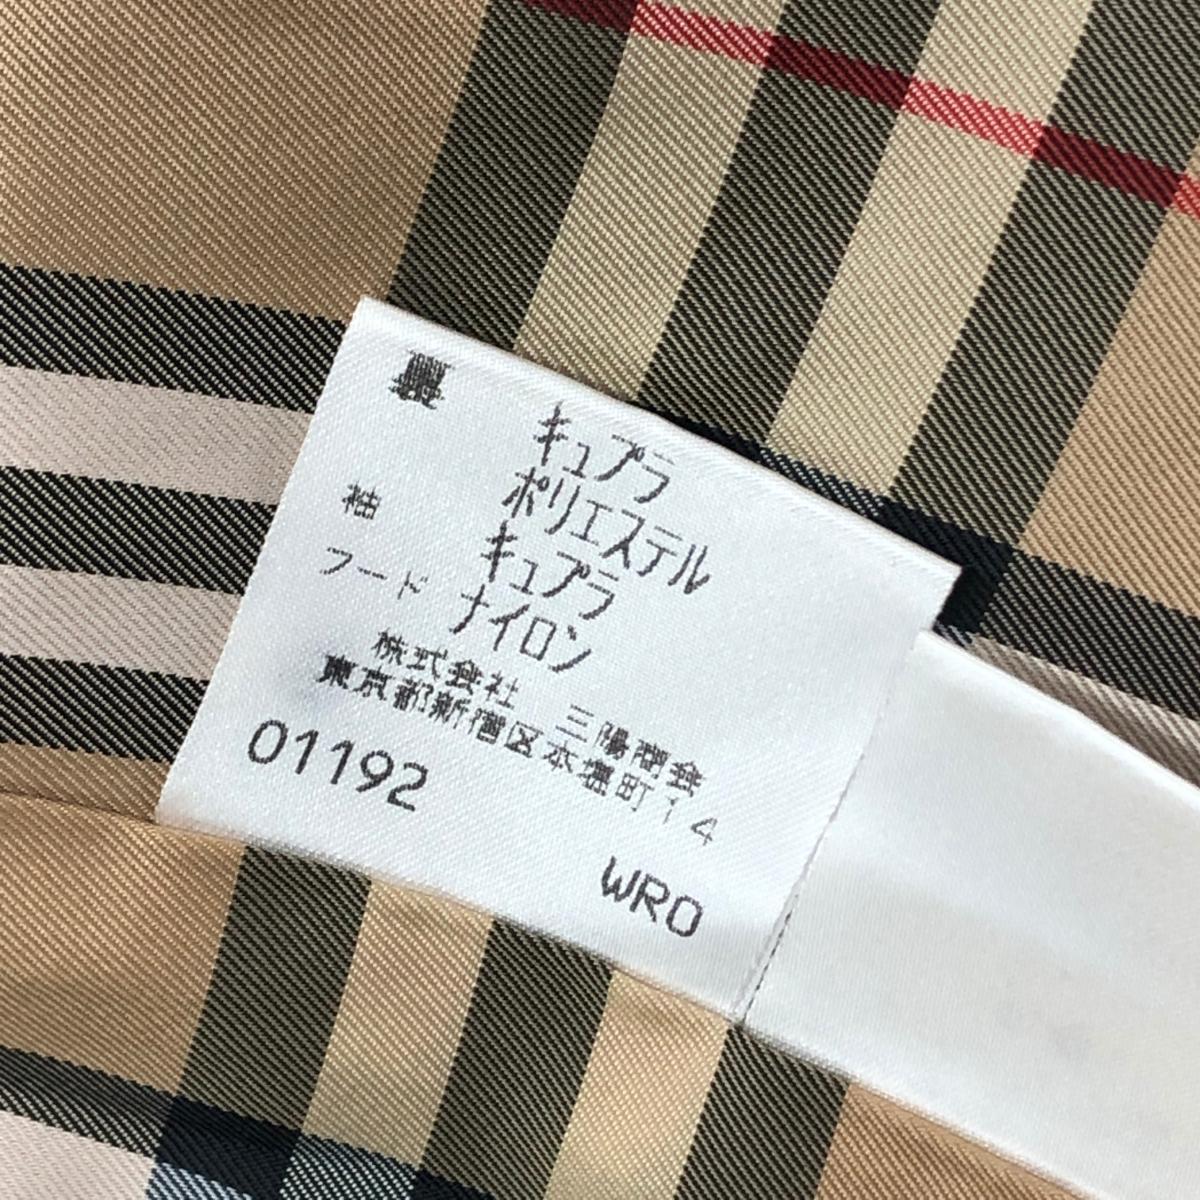 裏 キュプラ
ポリエステル
袖 キュプラ
フード ナイロン
株式会社 三陽商会
東京都新宿区本塩町14
01192
WRO